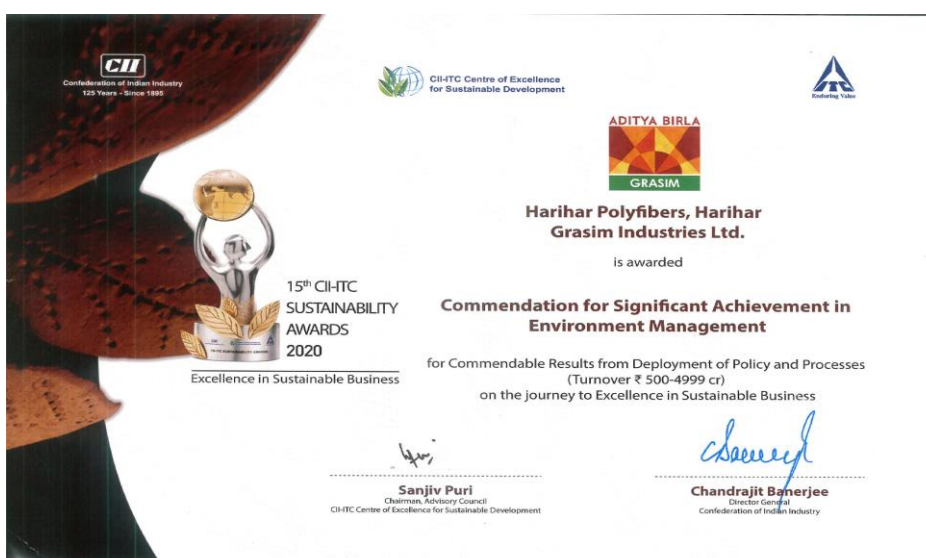 CII
Confederation of Indian Industry
125 Years - Since 1895
CII-ITC Centre of Excellence
for Sustainable Development
ITC
Enduring Value
ADITYA BIRLA
GRASIM
Harihar Polyfibers, Harihar
Grasim Industries Ltd.
is awarded
15th CII-ITC
SUSTAINABILITY
AWARDS
2020
Excellence in Sustainable Business
Commendation for Significant Achievement in
Environment Management
for Commendable Results from Deployment of Policy and Processes
(Turnover ₹ 500-4999 cr)
on the journey to Excellence in Sustainable Business
Sanjiv Puri
Chairman, Advisory Council
CII-ITC Centre of Excellence for Sustainable Development
Chandrajit Banerjee
Director General
Confederation of Indian Industry